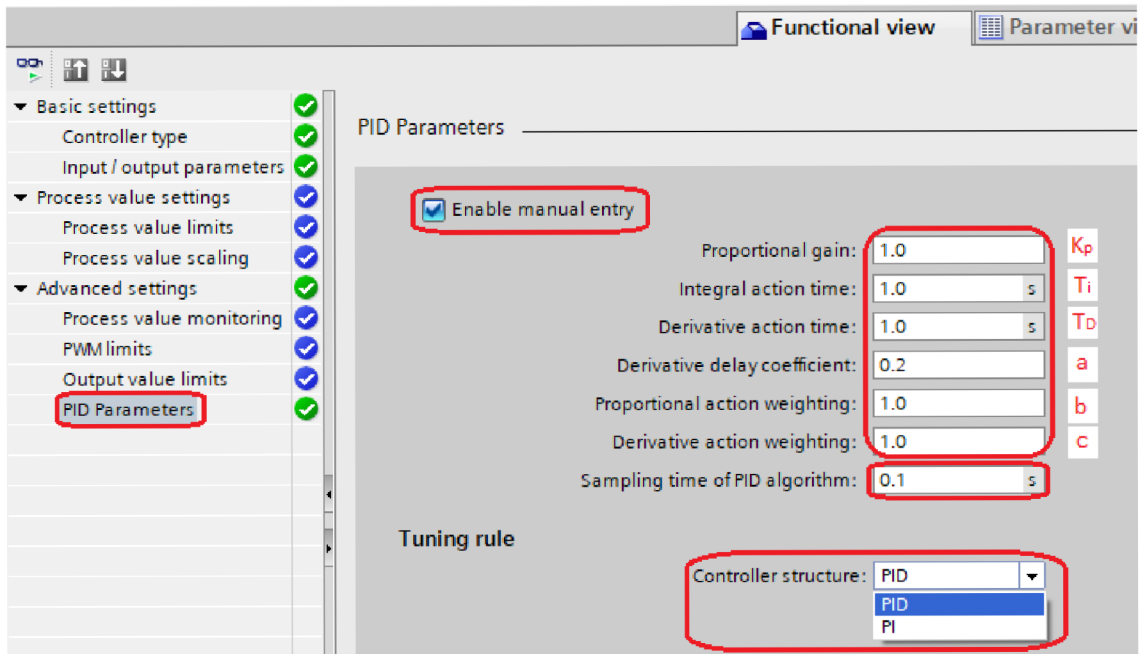 Functional view
Parameter vi
Basic settings
Controller type
Input / output parameters
Process value settings
Process value limits
Process value scaling
Advanced settings
Process value monitoring
PWM limits
Output value limits
PID Parameters
PID Parameters
Enable manual entry
Proportional gain: 1.0 Kp
Integral action time: 1.0 s Ti
Derivative action time: 1.0 s TD
Derivative delay coefficient: 0.2 a
Proportional action weighting: 1.0 b
Derivative action weighting: 1.0 c
Sampling time of PID algorithm: 0.1 s
Tuning rule
Controller structure: PID
PID
PI